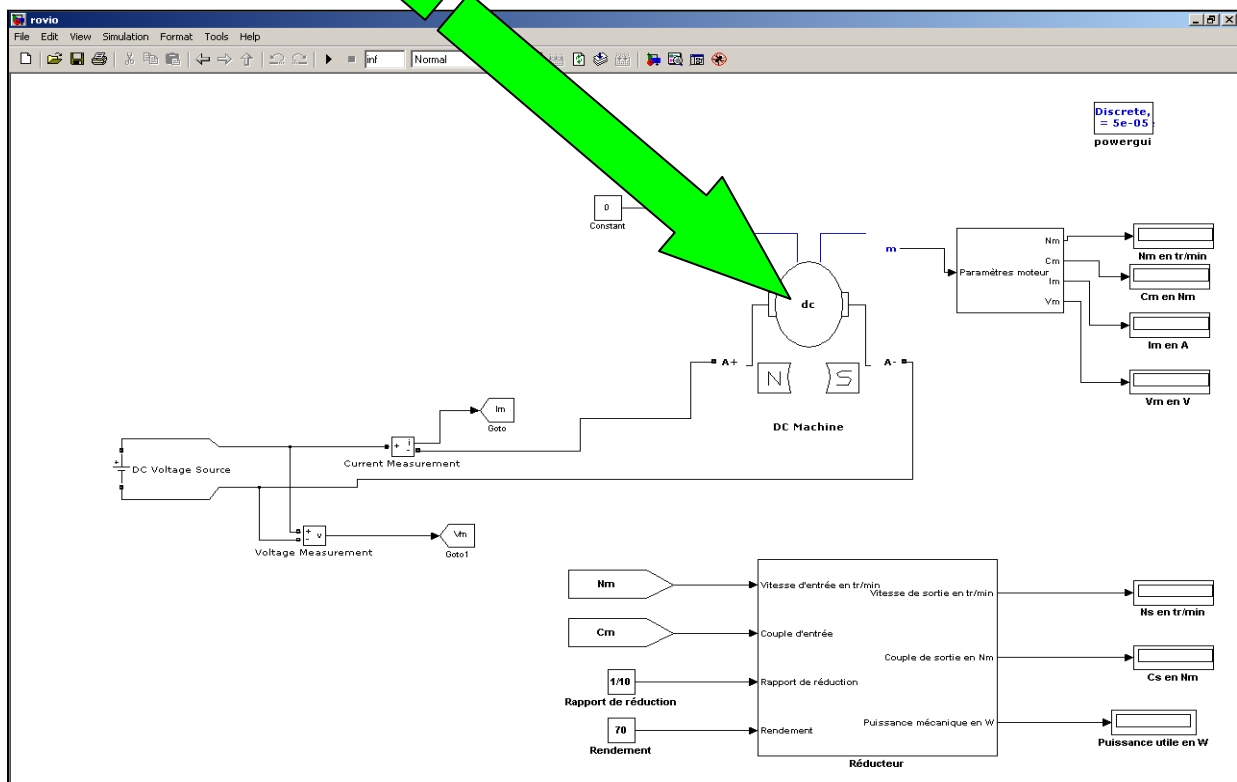 rovio
File Edit View Simulation Format Tools Help
inf Normal
Discrete,
= 5e-05
powergui
0
Constant
m
Paramètres moteur
Nm
Cm
Im
Vm
Nm en tr/min
Cm en Nm
Im en A
Vm en V
dc
A+
A-
N
S
DC Machine
Im
Goto
+ i
-
Current Measurement
+
DC Voltage Source
+ v
-
Voltage Measurement
Vm
Goto1
Nm
Cm
1/10
Rapport de réduction
70
Rendement
Vitesse d'entrée en tr/min
Couple d'entrée
Rapport de réduction
Rendement
Vitesse de sortie en tr/min
Couple de sortie en Nm
Puissance mécanique en W
Réducteur
Ns en tr/min
Cs en Nm
Puissance utile en W